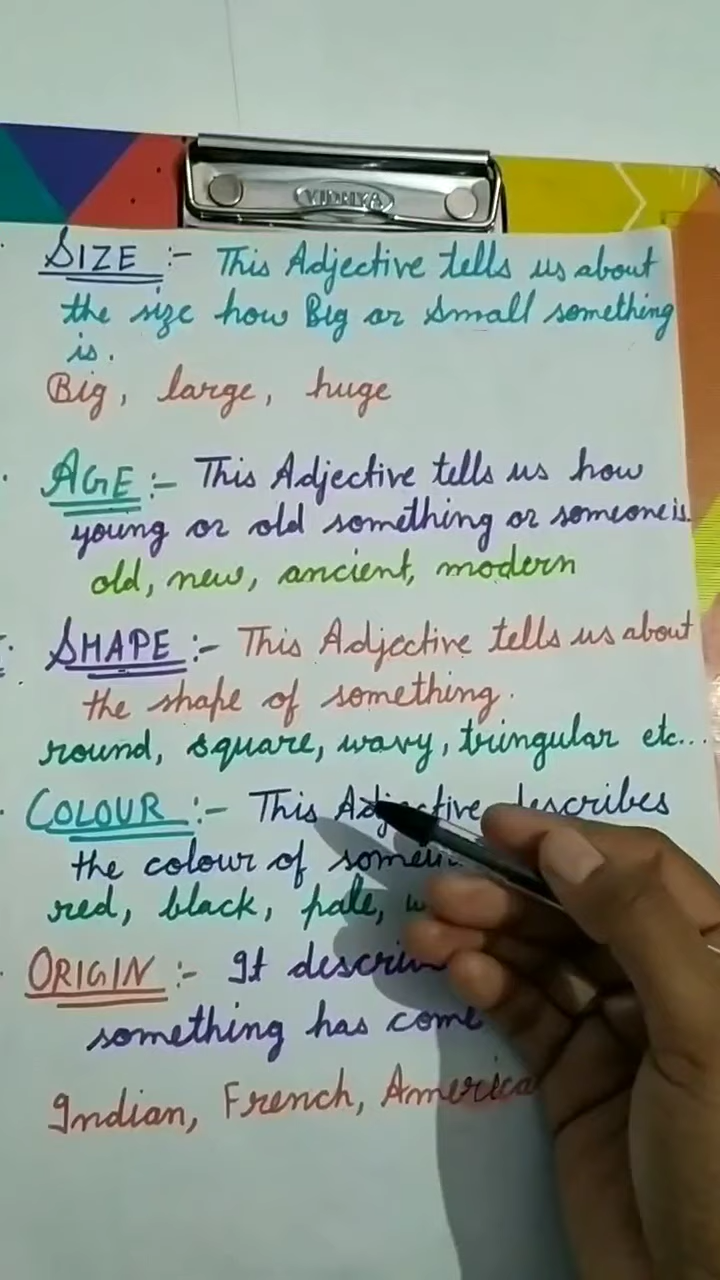 VIDHYA
SIZE :- This Adjective tells us about
the size how Big or Small something
is.
Big, large, huge
AGE :- This Adjective tells us how
young or old something or someone is.
old, new, ancient, modern
SHAPE :- This Adjective tells us about
the shape of something.
round, square, wavy, tringular etc...
COLOUR :- This Adjective describes
the colour of
red, black, pale,
ORIGIN :- It
something has come
Indian, French,